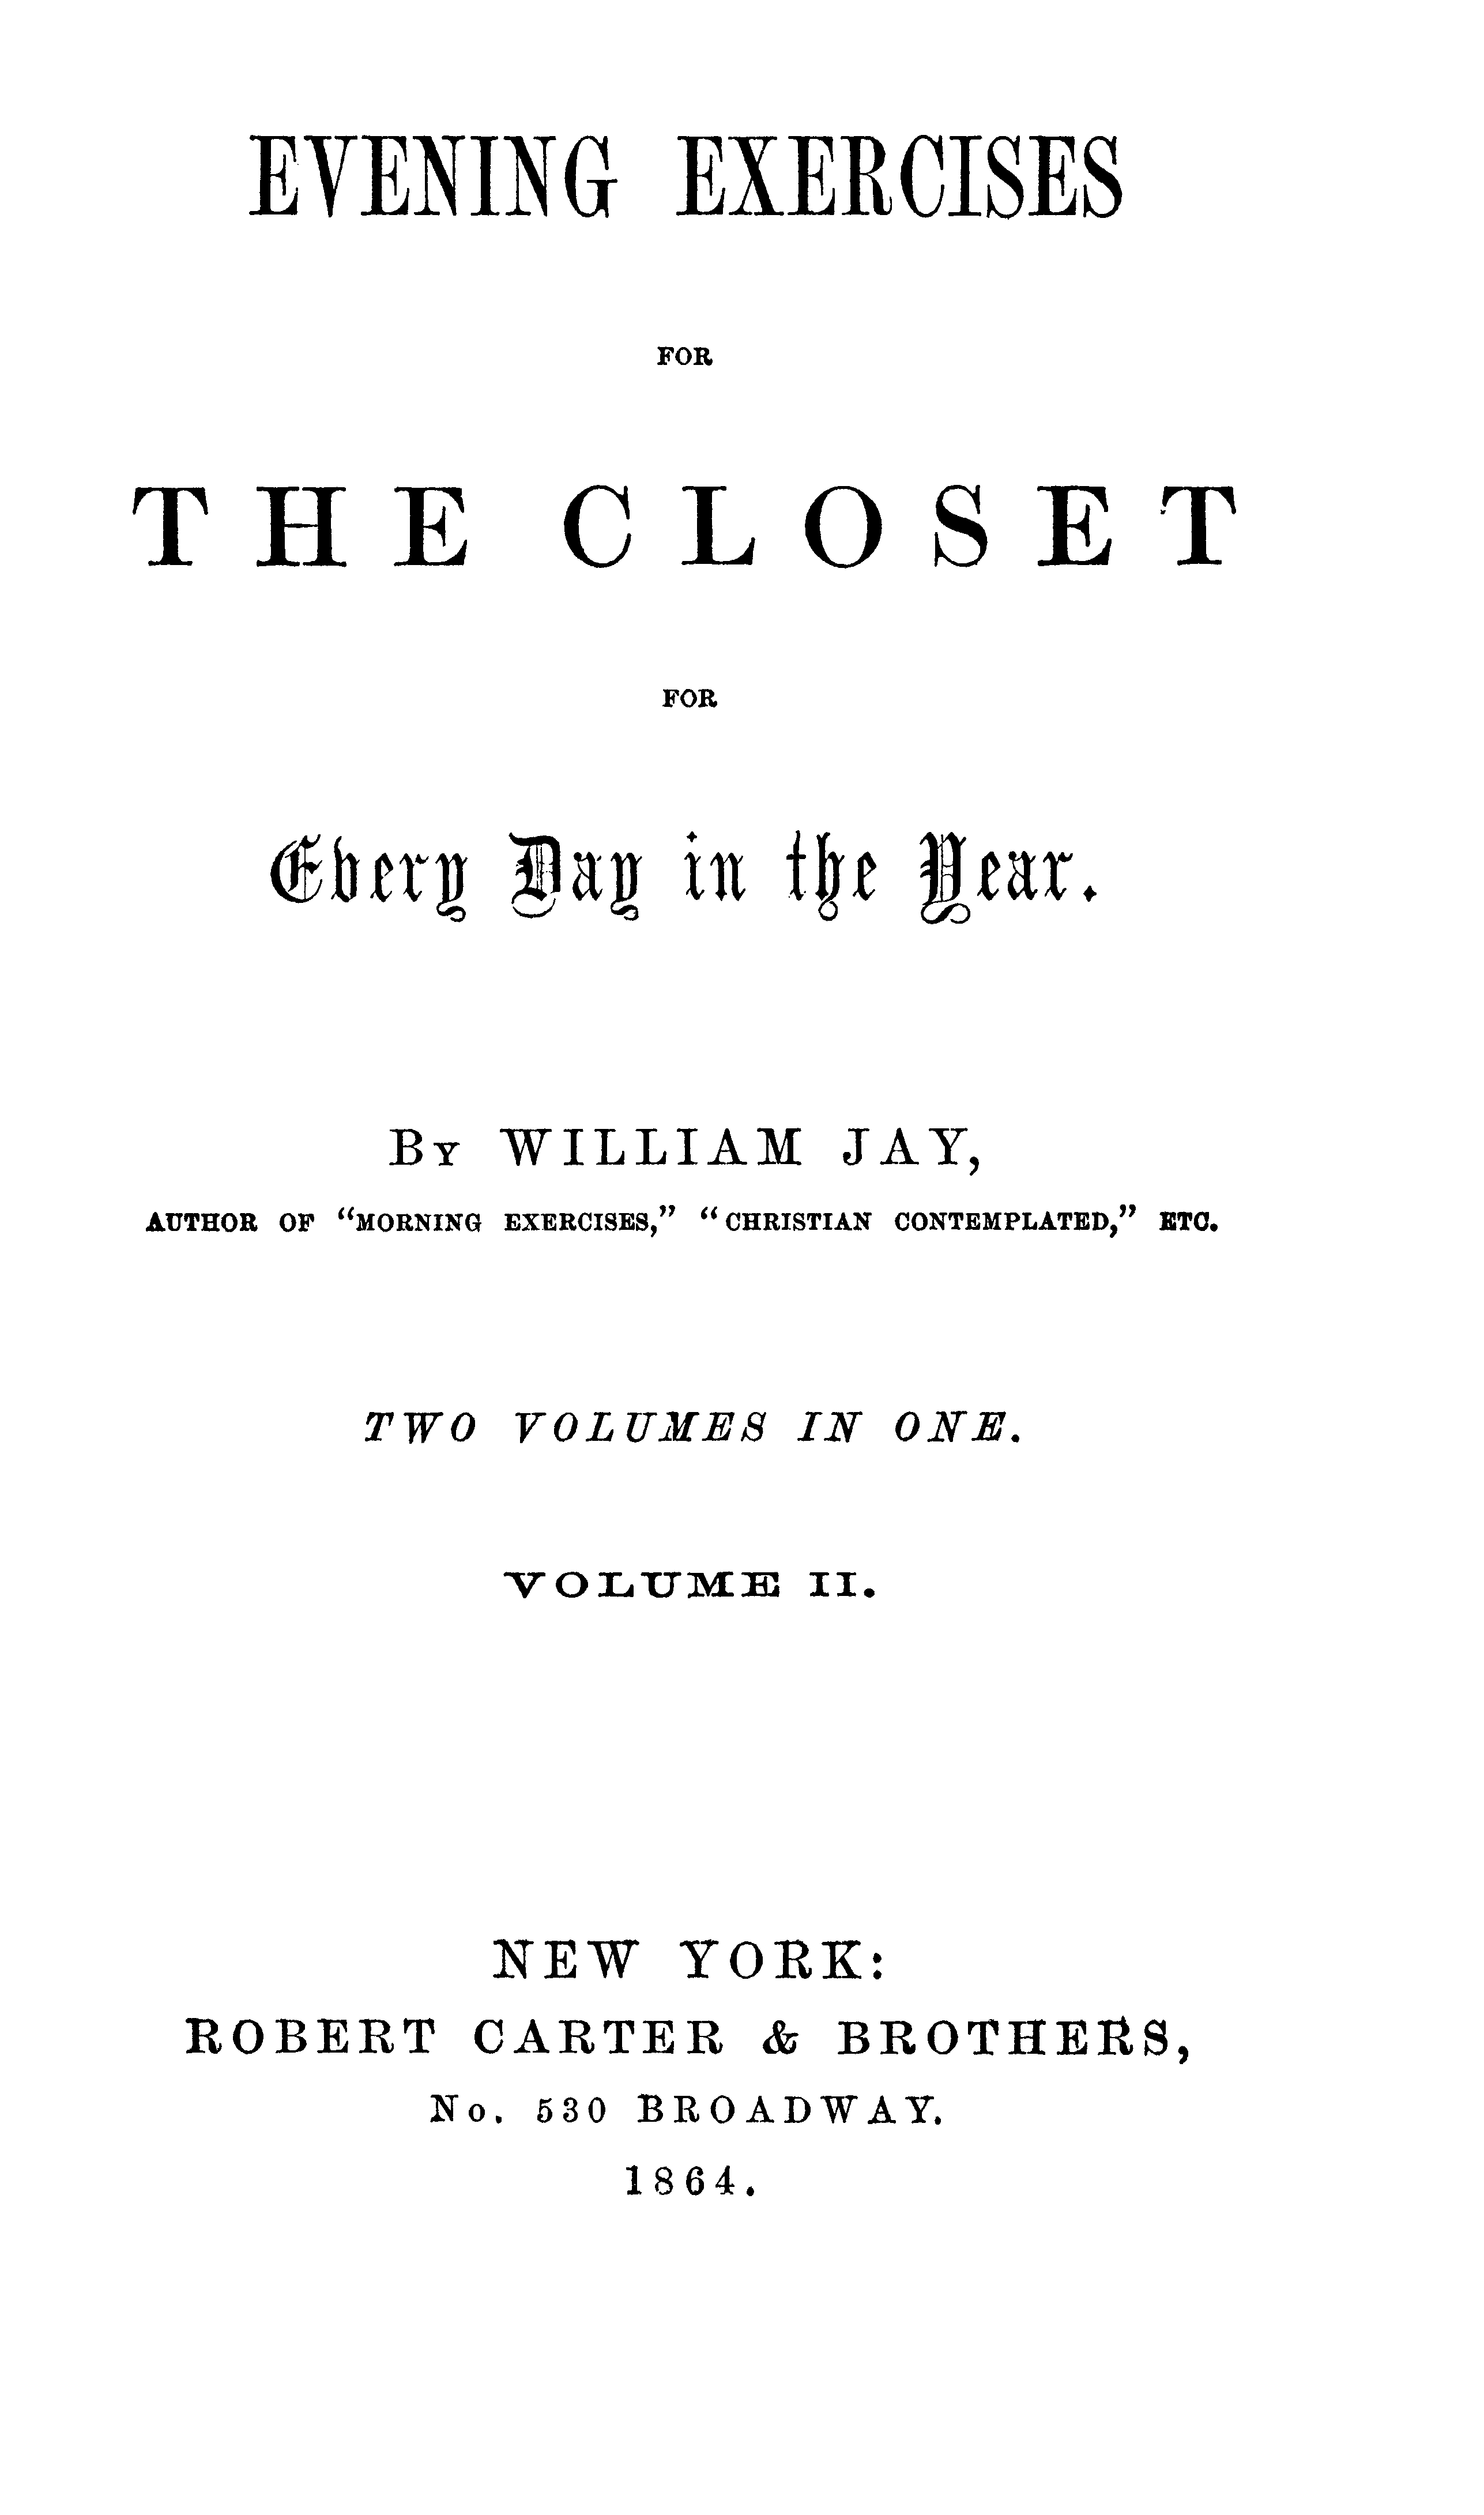 EVENING EXERCISES
FOR
THE CLOSET
FOR
Every Day in the Year.
By WILLIAM JAY,
AUTHOR OF “MORNING EXERCISES,” “CHRISTIAN CONTEMPLATED,” ETC.
TWO VOLUMES IN ONE.
VOLUME II.
NEW YORK:
ROBERT CARTER & BROTHERS,
No. 530 BROADWAY.
1864.